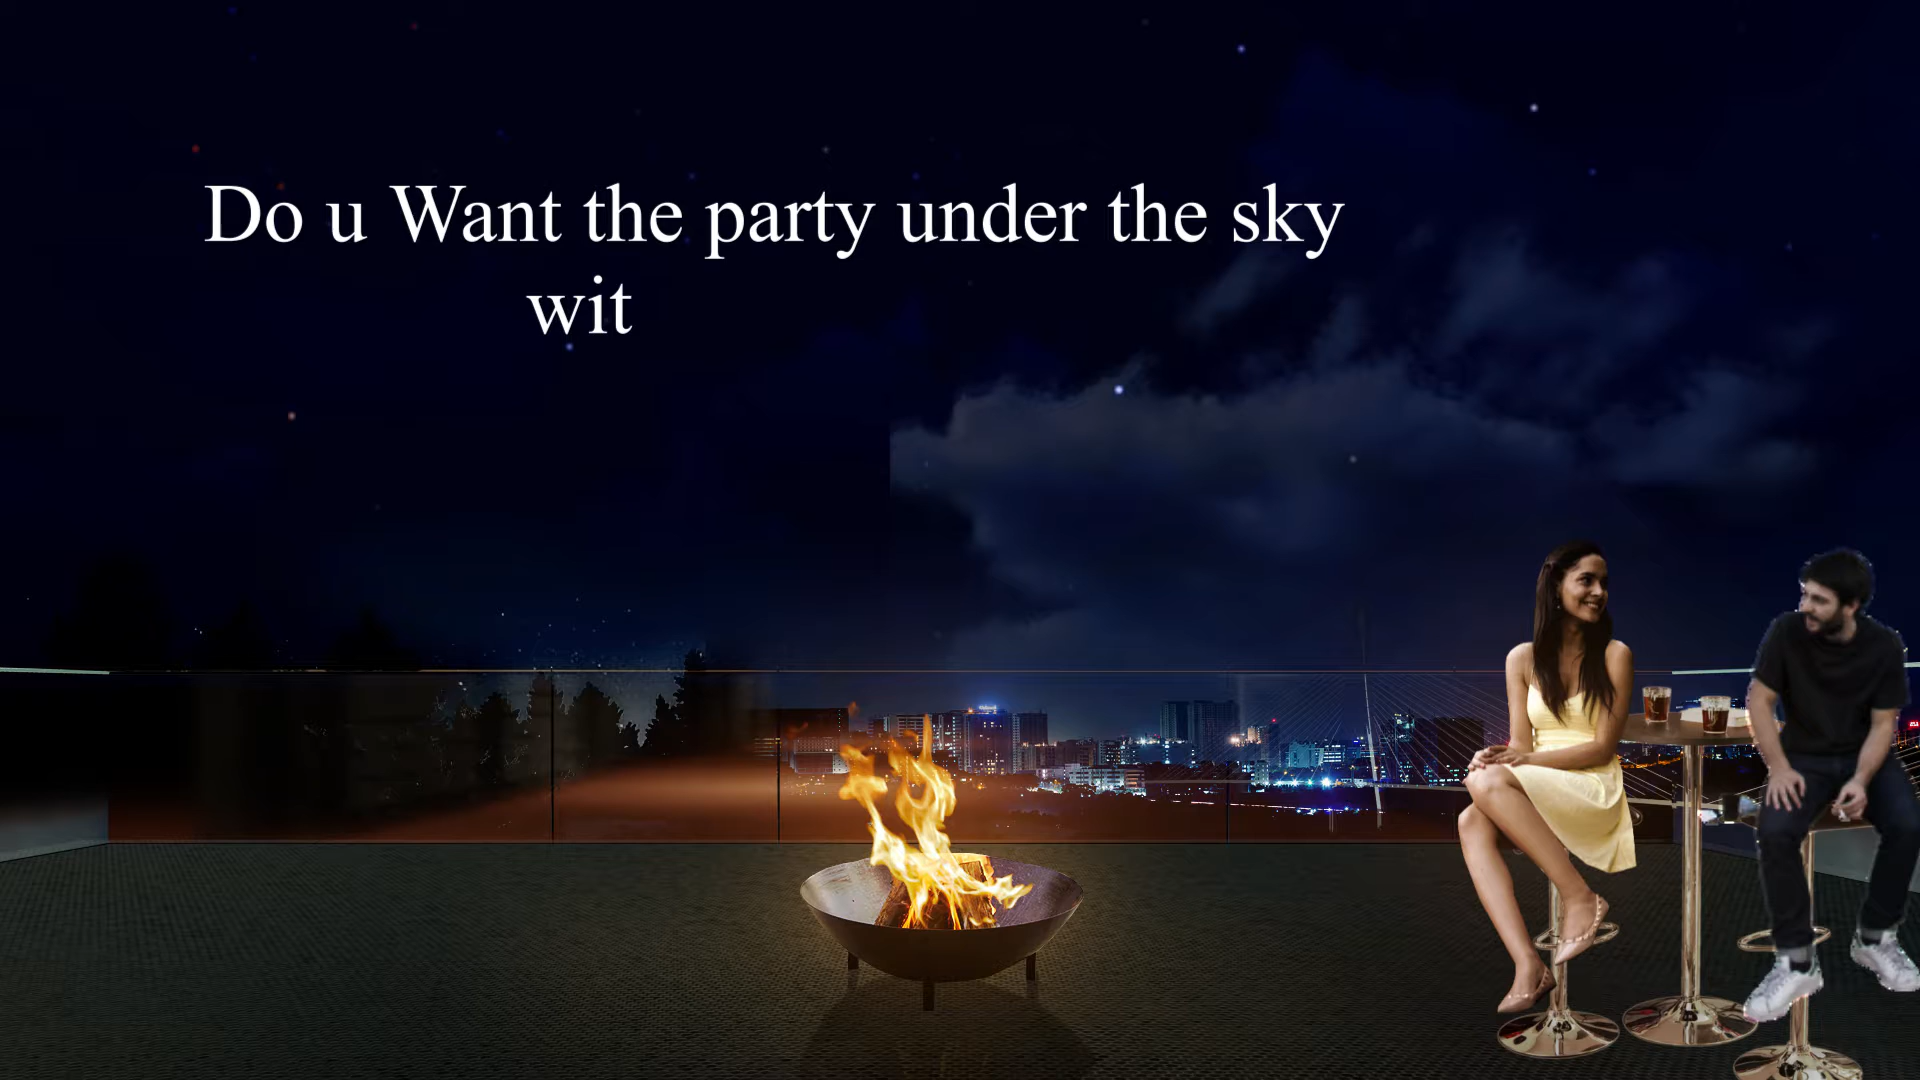 Do u Want the party under the sky
wit